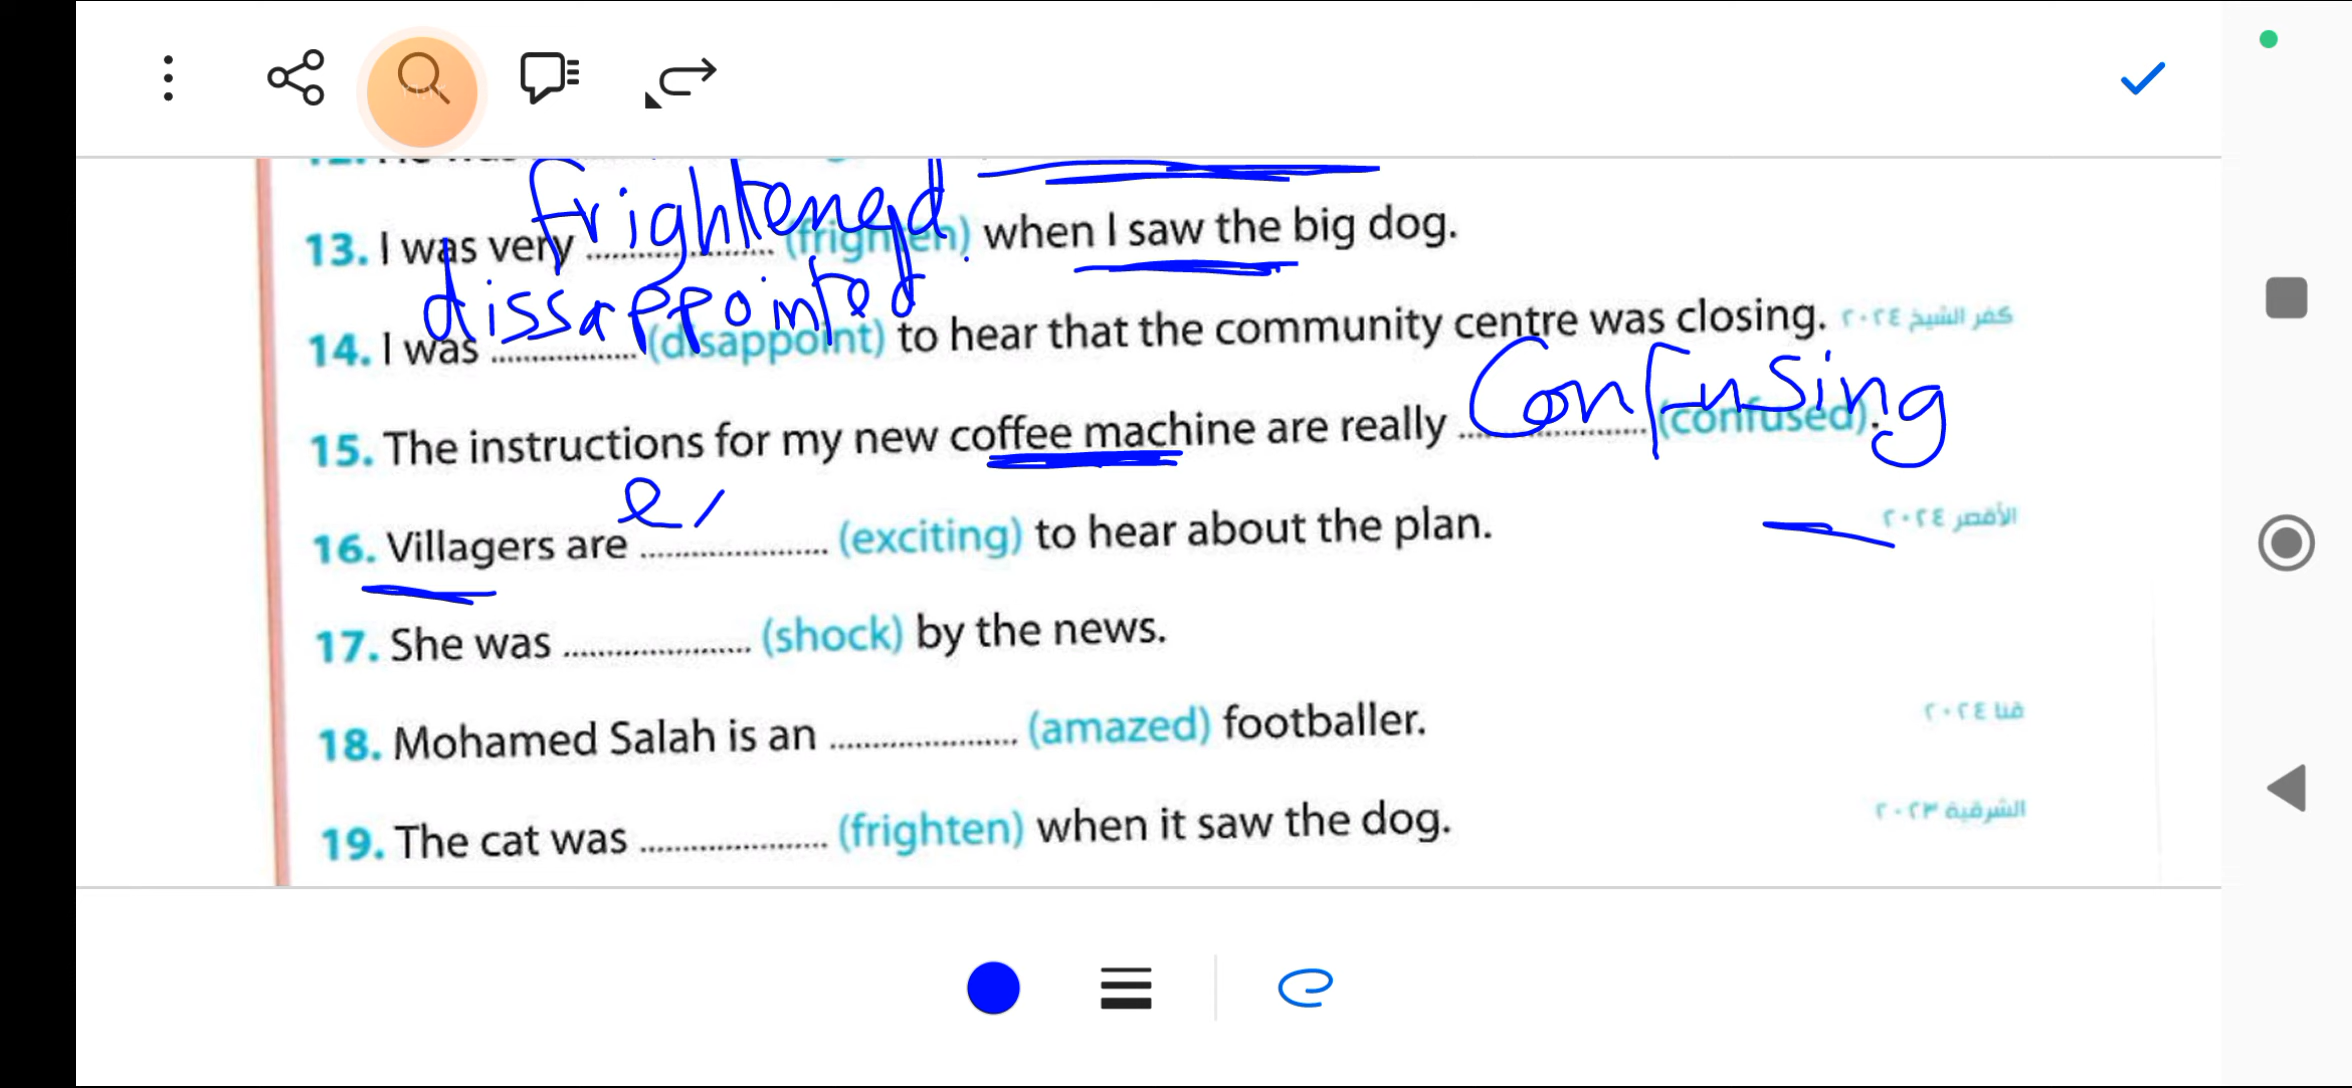 frightened
13. I was very ..................... (frighten) when I saw the big dog.
dissappointed
14. I was ................. (disappoint) to hear that the community centre was closing. كفر الشيخ ٢٠٢٤
Confusing
15. The instructions for my new coffee machine are really ...................... (confused).
e
16. Villagers are ...................... (exciting) to hear about the plan. الأقصر ٢٠٢٤
17. She was ...................... (shock) by the news.
18. Mohamed Salah is an ...................... (amazed) footballer. قنا ٢٠٢٤
19. The cat was ...................... (frighten) when it saw the dog. الشرقية ٢٠٢٣